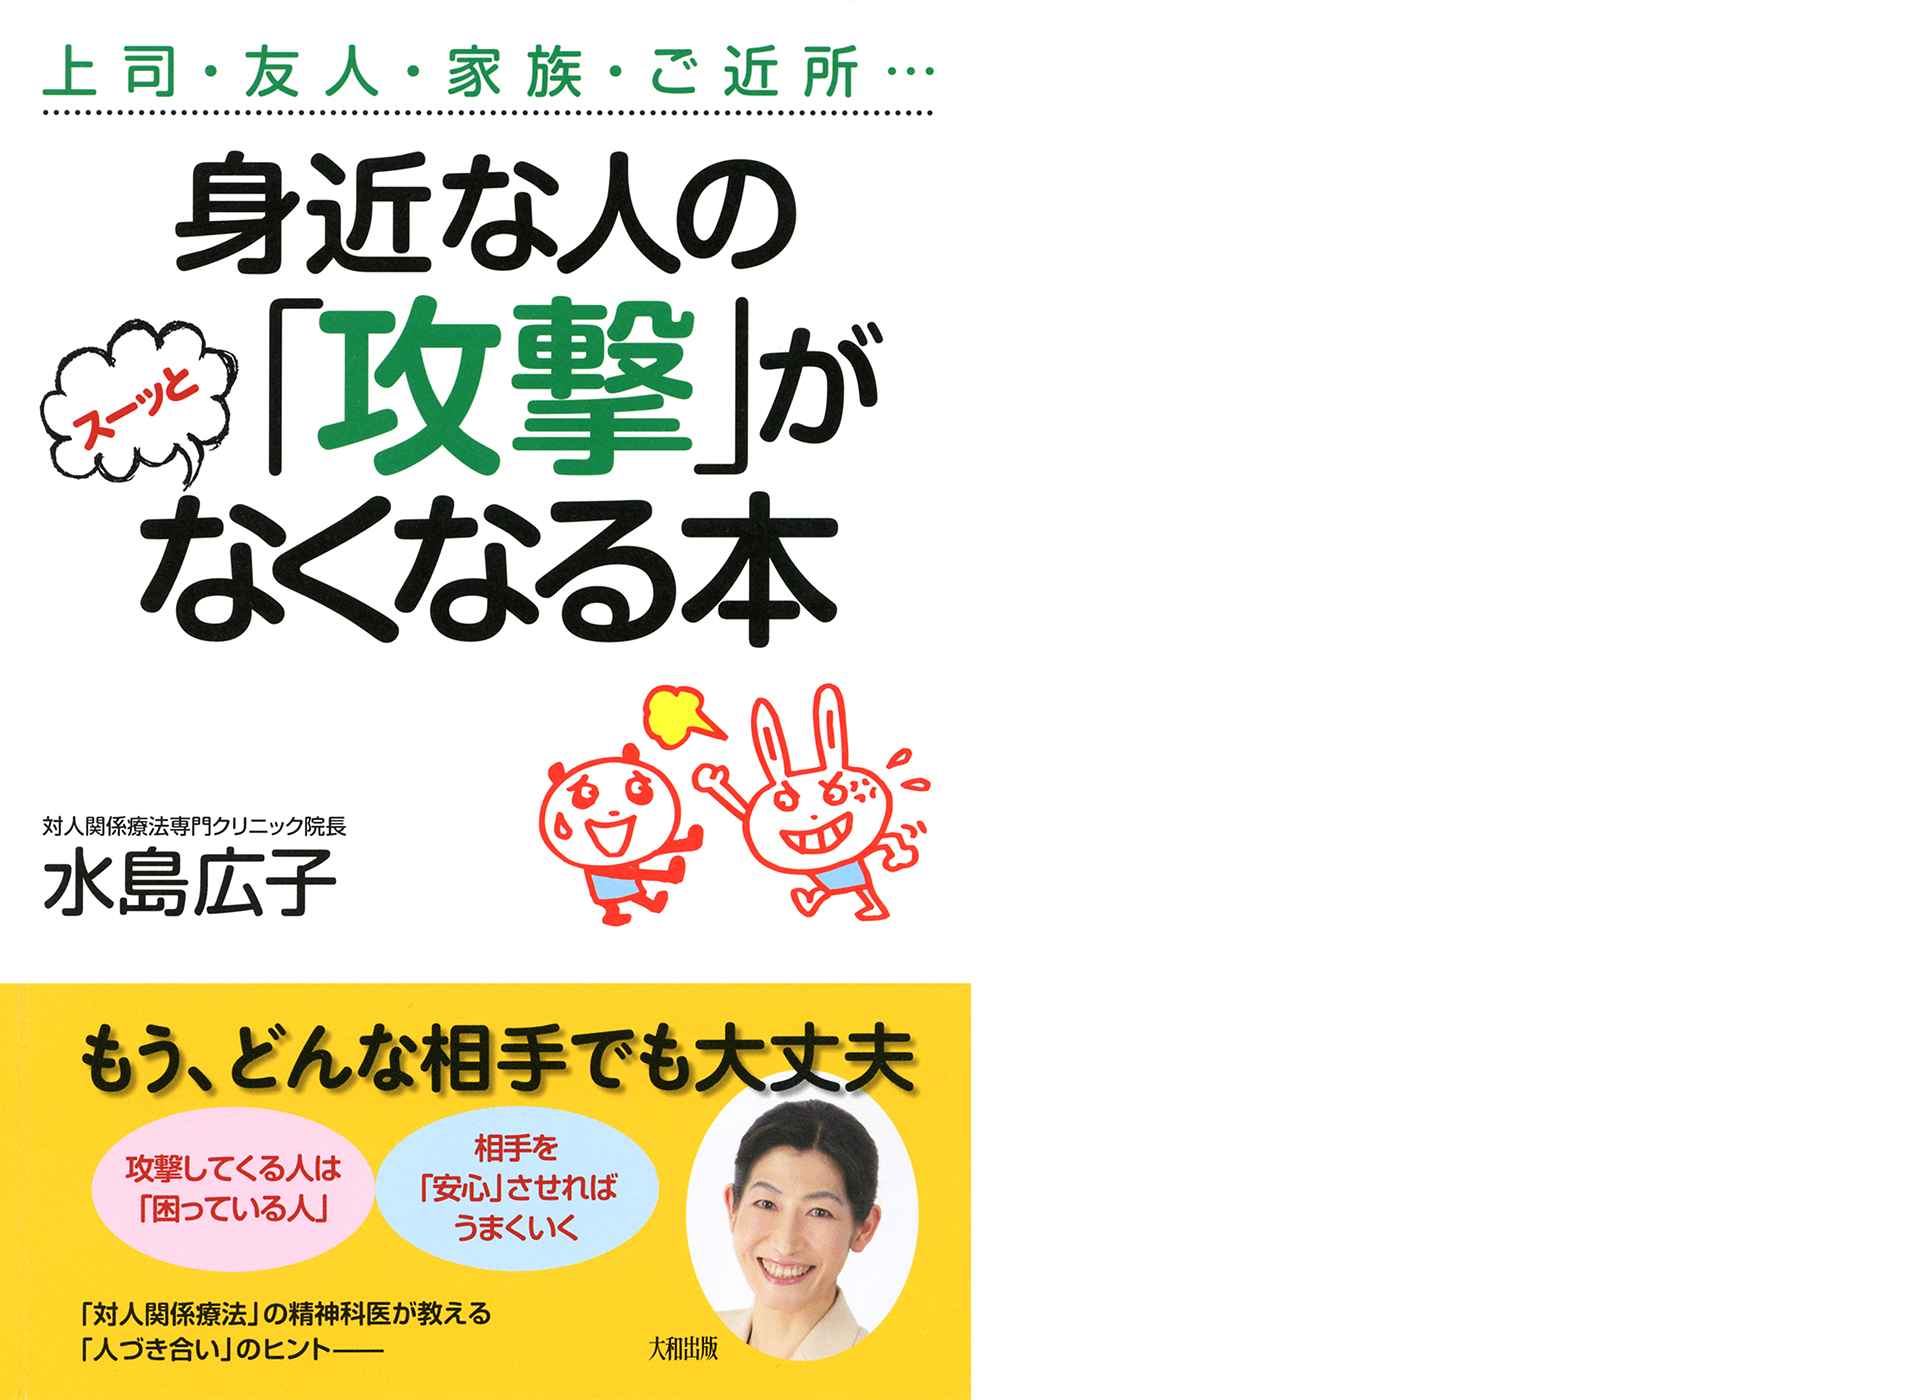 上司・友人・家族・ご近所…
身近な人の
「攻撃」が
スーッと
なくなる本
対人関係療法専門クリニック院長
水島広子
もう、どんな相手でも大丈夫
攻撃してくる人は
「困っている人」
相手を
「安心」させれば
うまくいく
「対人関係療法」の精神科医が教える
「人づき合い」のヒント――
大和出版